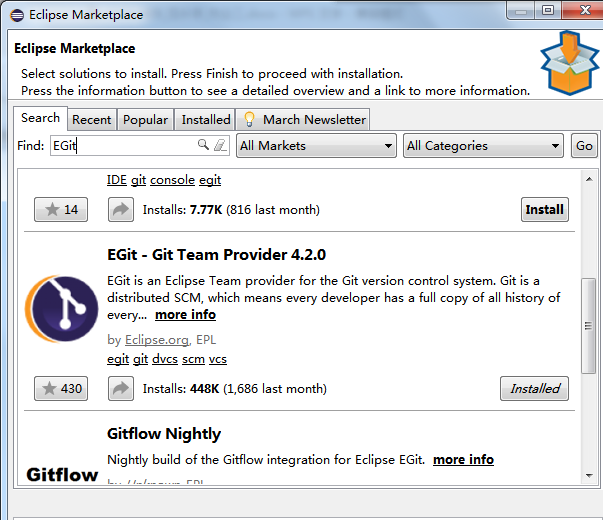 Eclipse Marketplace
Eclipse Marketplace
Select solutions to install. Press Finish to proceed with installation.
Press the information button to see a detailed overview and a link to more information.
Search Recent Popular Installed March Newsletter
Find: EGit All Markets All Categories Go
IDE git console egit
14 Installs: 7.77K (816 last month) Install
EGit - Git Team Provider 4.2.0
EGit is an Eclipse Team provider for the Git version control system. Git is a
distributed SCM, which means every developer has a full copy of all history of
every... more info
by Eclipse.org, EPL
egit git dvcs scm vcs
430 Installs: 448K (1,686 last month) Installed
Gitflow Nightly
Nightly build of the Gitflow integration for Eclipse EGit. more info
Gitflow
by EPL